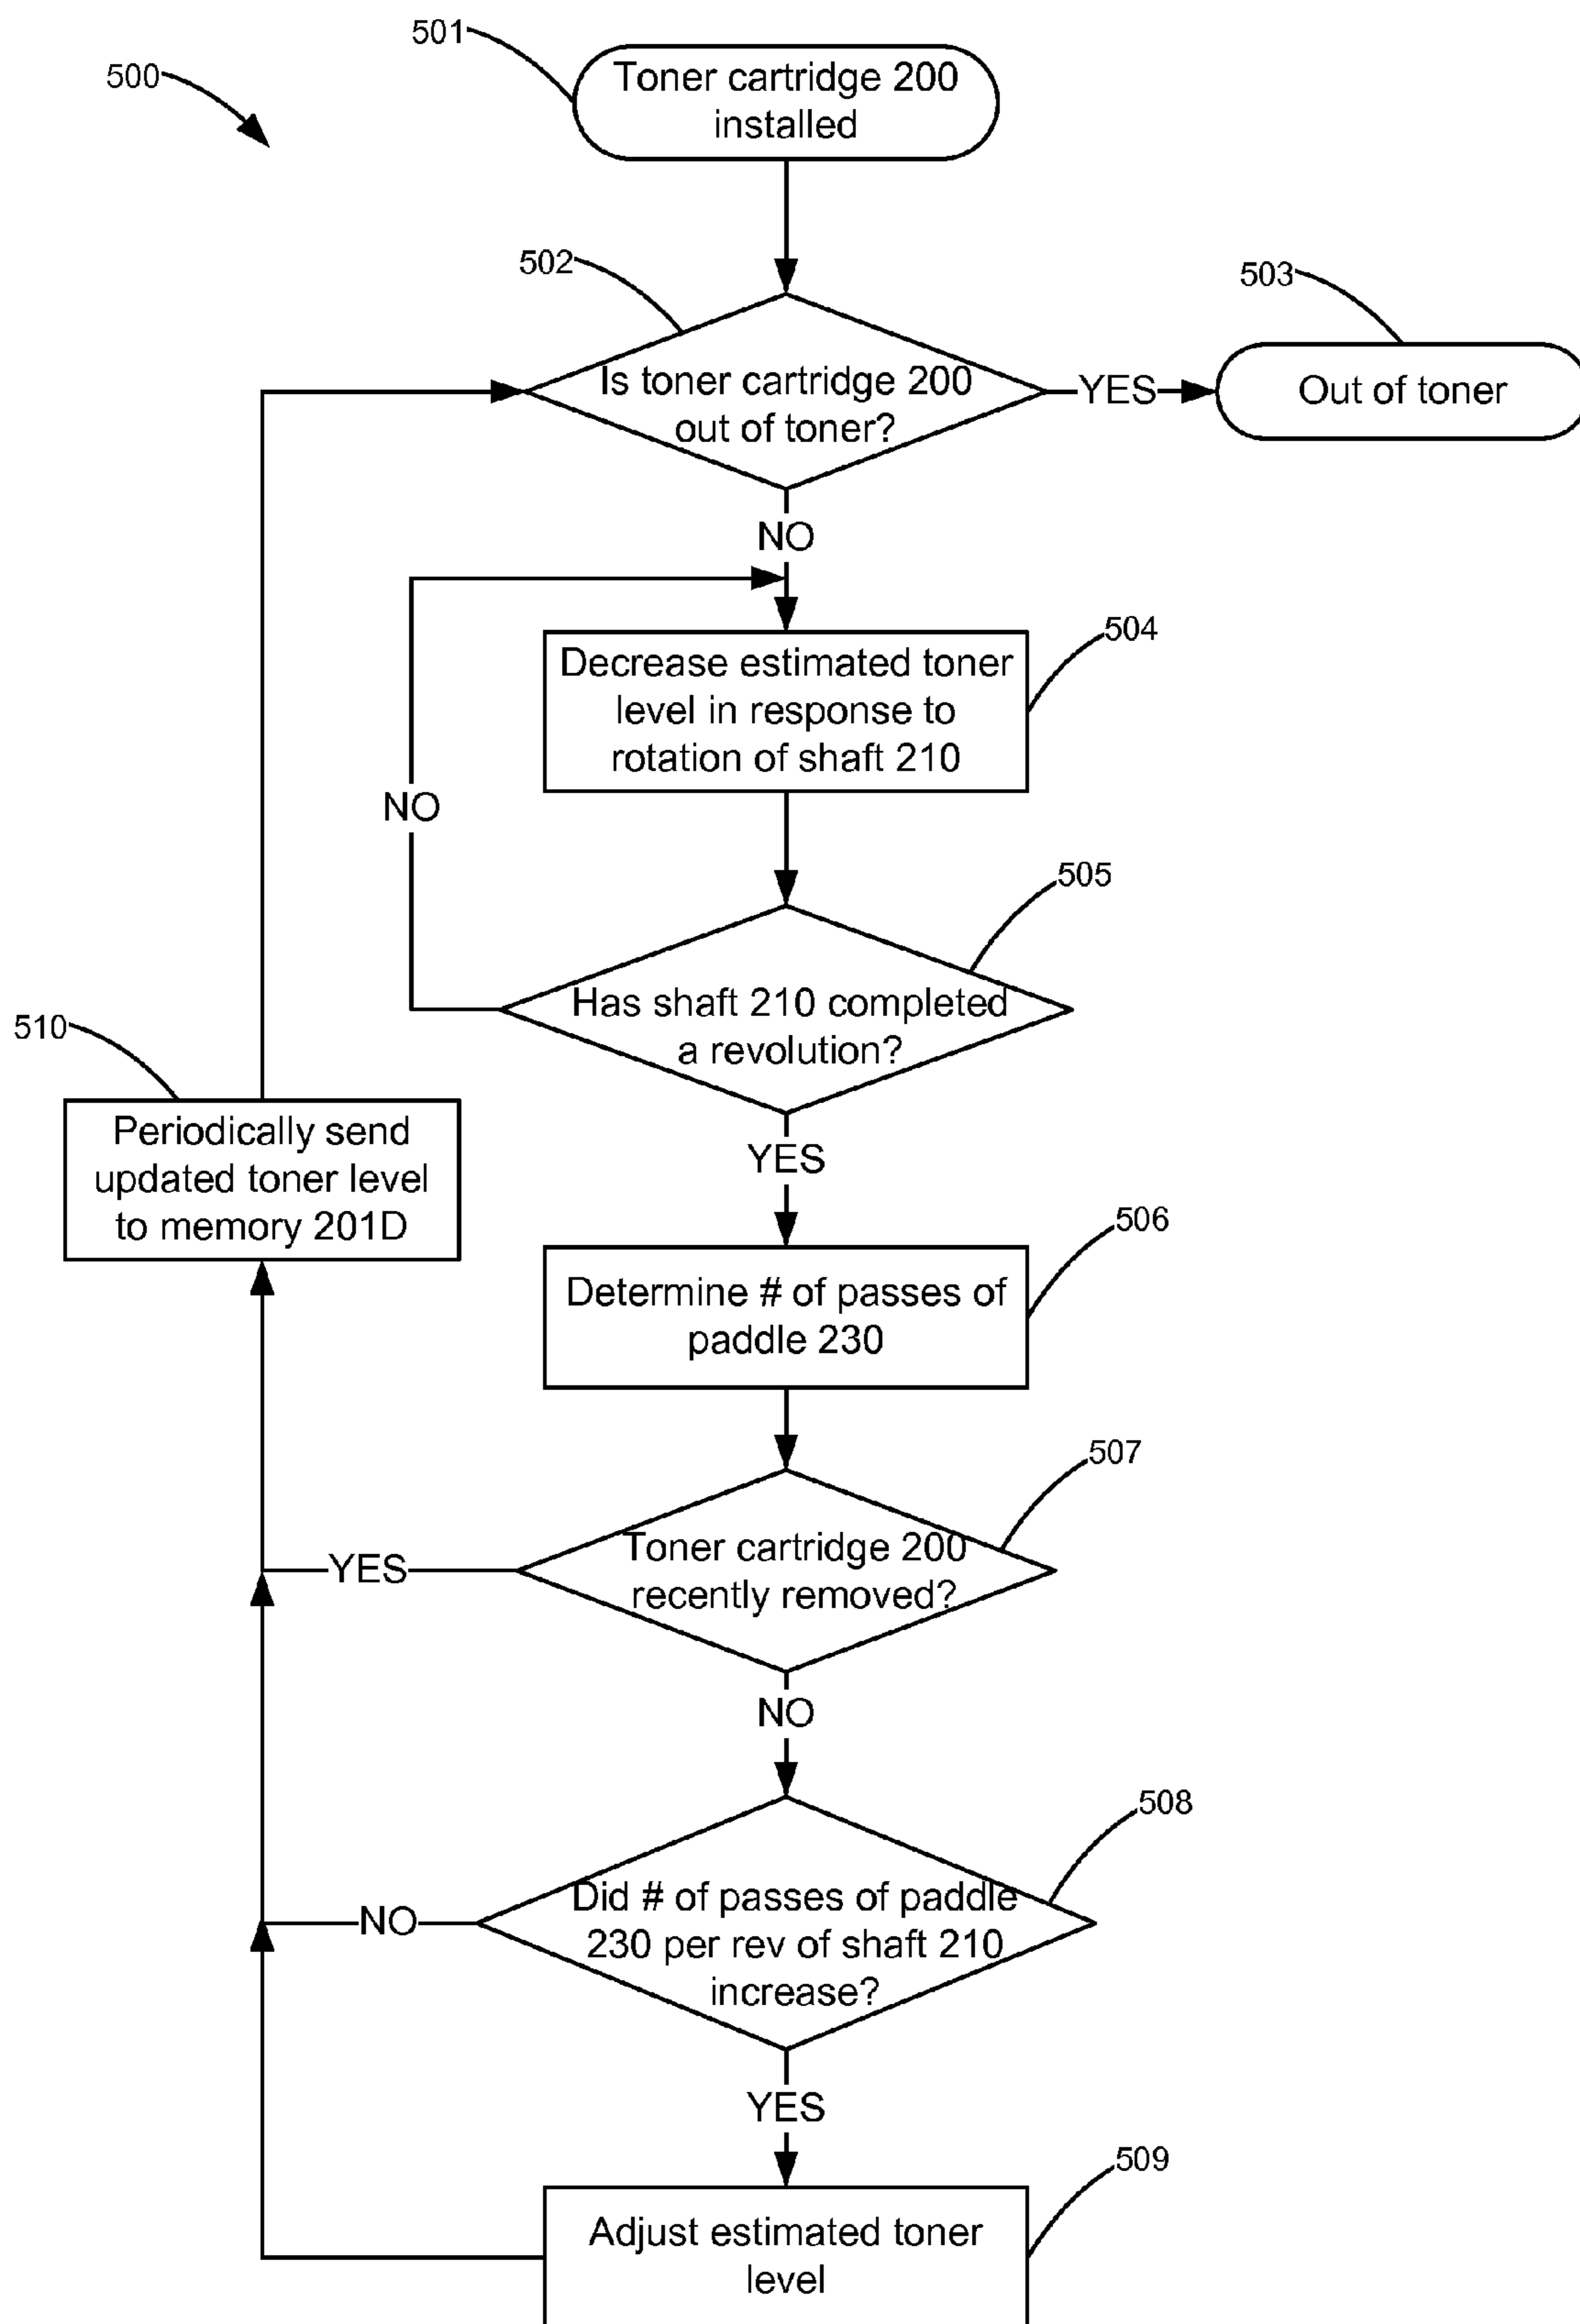 501
500
Toner cartridge 200
installed
502
503
Is toner cartridge 200
out of toner?
YES
Out of toner
NO
504
Decrease estimated toner
level in response to
rotation of shaft 210
NO
505
Has shaft 210 completed
a revolution?
510
Periodically send
updated toner level
to memory 201D
YES
506
Determine # of passes of
paddle 230
507
Toner cartridge 200
recently removed?
YES
NO
508
Did # of passes of paddle
230 per rev of shaft 210
increase?
NO
YES
509
Adjust estimated toner
level